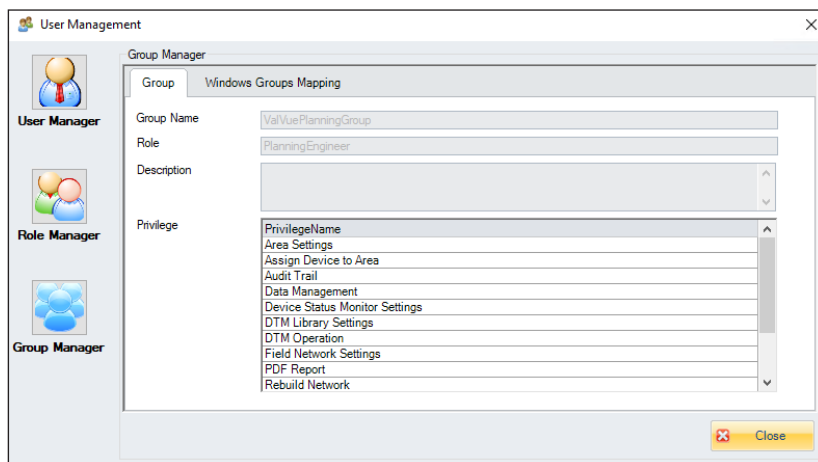 User Management
Group Manager
Group
Windows Groups Mapping
User Manager
Group Name
ValVuePlanningGroup
Role
PlanningEngineer
Description
Role Manager
Privilege
PrivilegeName
Area Settings
Assign Device to Area
Audit Trail
Data Management
Device Status Monitor Settings
DTM Library Settings
DTM Operation
Group Manager
Field Network Settings
PDF Report
Rebuild Network
Close